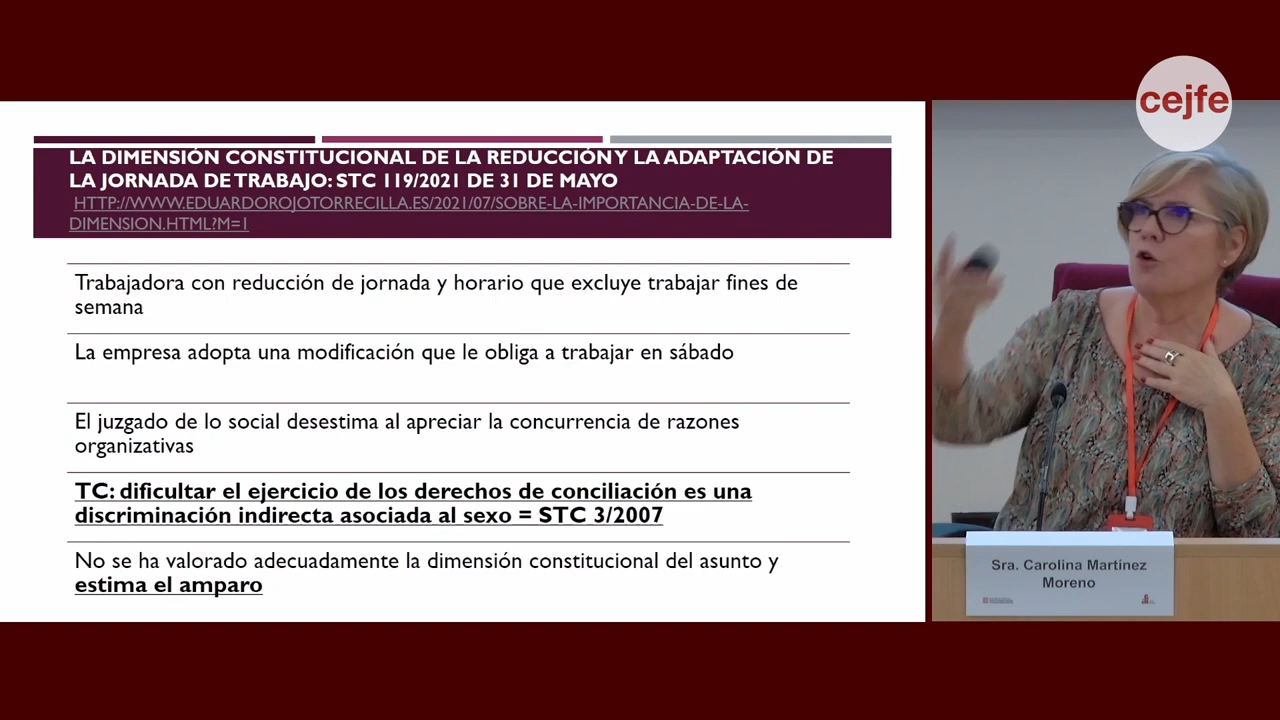 cejfe
LA DIMENSIÓN CONSTITUCIONAL DE LA REDUCCIÓN Y LA ADAPTACIÓN DE
LA JORNADA DE TRABAJO: STC 119/2021 DE 31 DE MAYO
HTTP://WWW.EDUARDOROJOTORRECILLA.ES/2021/07/SOBRE-LA-IMPORTANCIA-DE-LA-
DIMENSION.HTML?M=1
Trabajadora con reducción de jornada y horario que excluye trabajar fines de
semana
La empresa adopta una modificación que le obliga a trabajar en sábado
El juzgado de lo social desestima al apreciar la concurrencia de razones
organizativas
TC: dificultar el ejercicio de los derechos de conciliación es una
discriminación indirecta asociada al sexo = STC 3/2007
No se ha valorado adecuadamente la dimensión constitucional del asunto y
estima el amparo
Sra. Carolina Martínez
Moreno